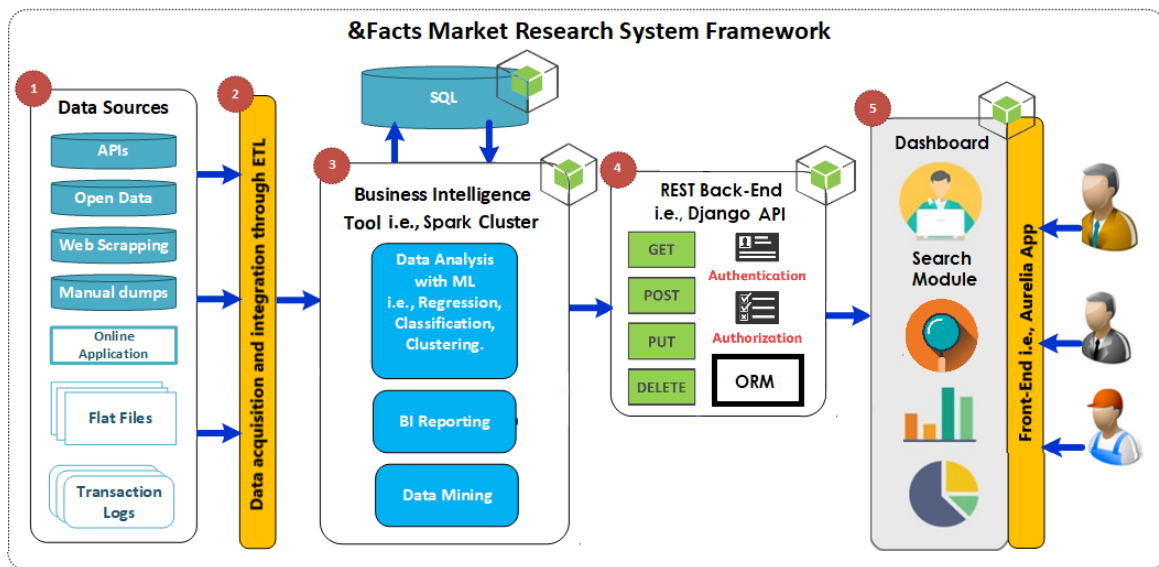 &Facts Market Research System Framework
1
Data Sources
APIs
Open Data
Web Scrapping
Manual dumps
Online
Application
Flat Files
Transaction
Logs
2
Data acquisition and integration through ETL
SQL
3
Business Intelligence
Tool i.e., Spark Cluster
Data Analysis
with ML
i.e., Regression,
Classification,
Clustering.
BI Reporting
Data Mining
4
REST Back-End
i.e., Django API
GET
POST
PUT
DELETE
Authentication
Authorization
ORM
5
Dashboard
Search
Module
Front-End i.e., Aurelia App